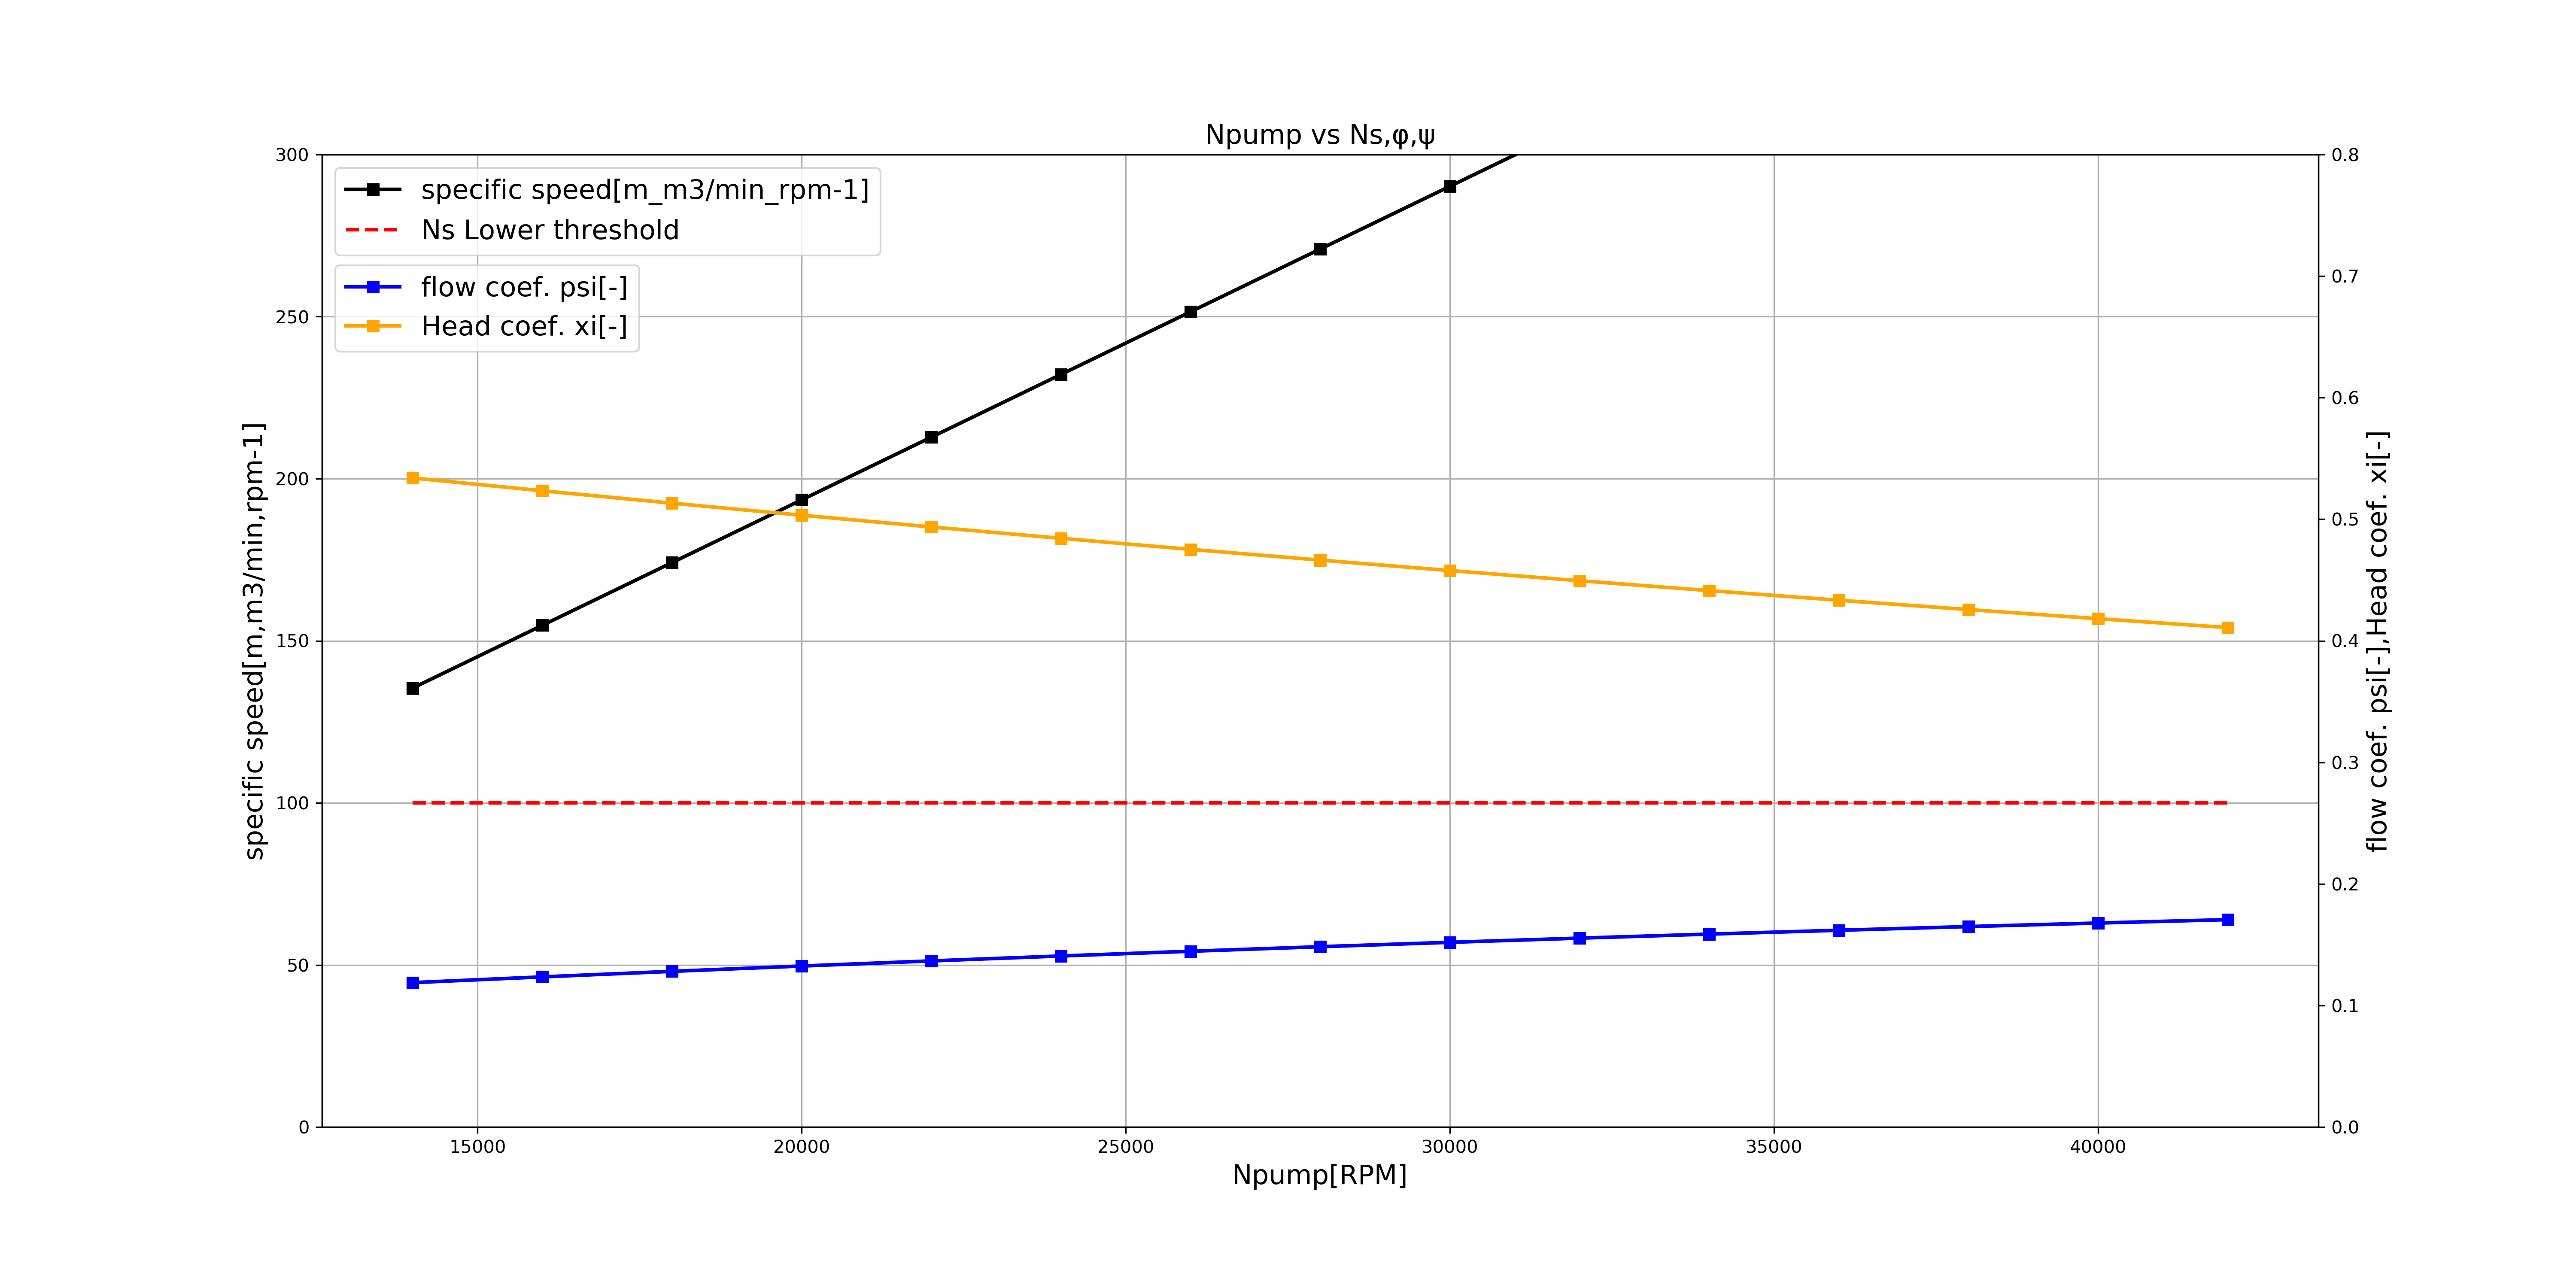 Npump vs Ns,φ,ψ
300
250
200
150
100
50
0
specific speed[m,m3/min,rpm-1]
specific speed[m_m3/min_rpm-1]
Ns Lower threshold
flow coef. psi[-]
Head coef. xi[-]
0.8
0.7
0.6
0.5
0.4
0.3
0.2
0.1
0.0
flow coef. psi[-],Head coef. xi[-]
15000 20000 25000 30000 35000 40000
Npump[RPM]